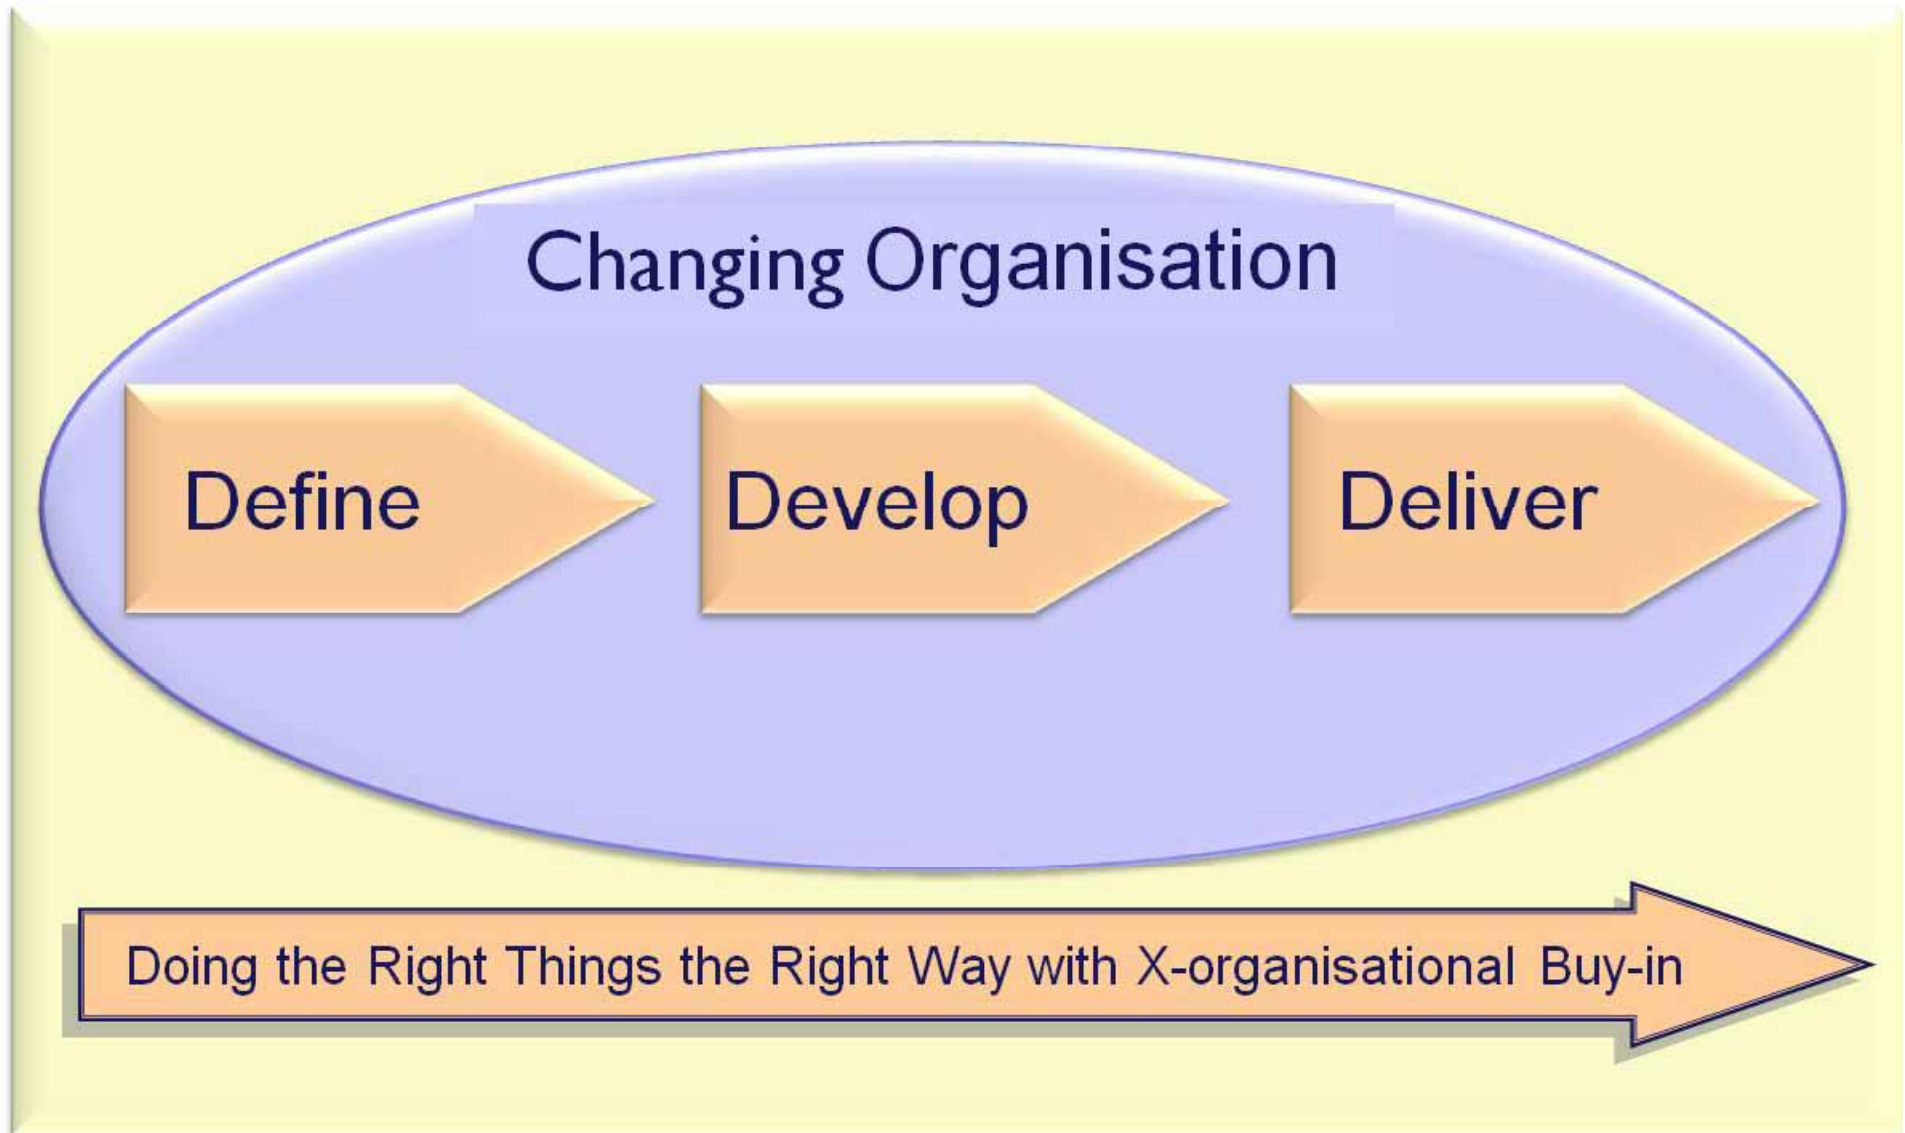 Changing Organisation
Define
Develop
Deliver
Doing the Right Things the Right Way with X-organisational Buy-in